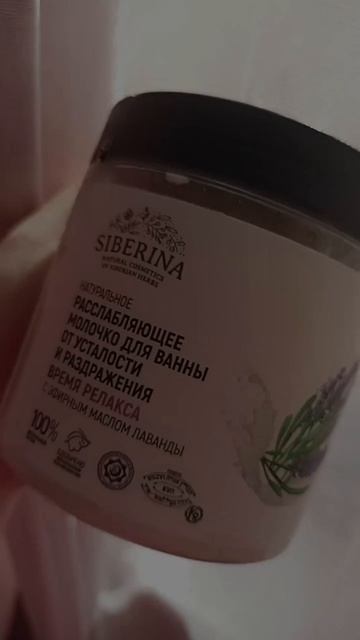 SIBERINA
NATURAL COSMETICS
OF SIBERIAN HERBS
НАТУРАЛЬНОЕ
РАССЛАБЛЯЮЩЕЕ
МОЛОЧКО ДЛЯ ВАННЫ
ОТ УСТАЛОСТИ
И РАЗДРАЖЕНИЯ
ВРЕМЯ РЕЛАКСА
С ЭФИРНЫМ МАСЛОМ ЛАВАНДЫ
100%